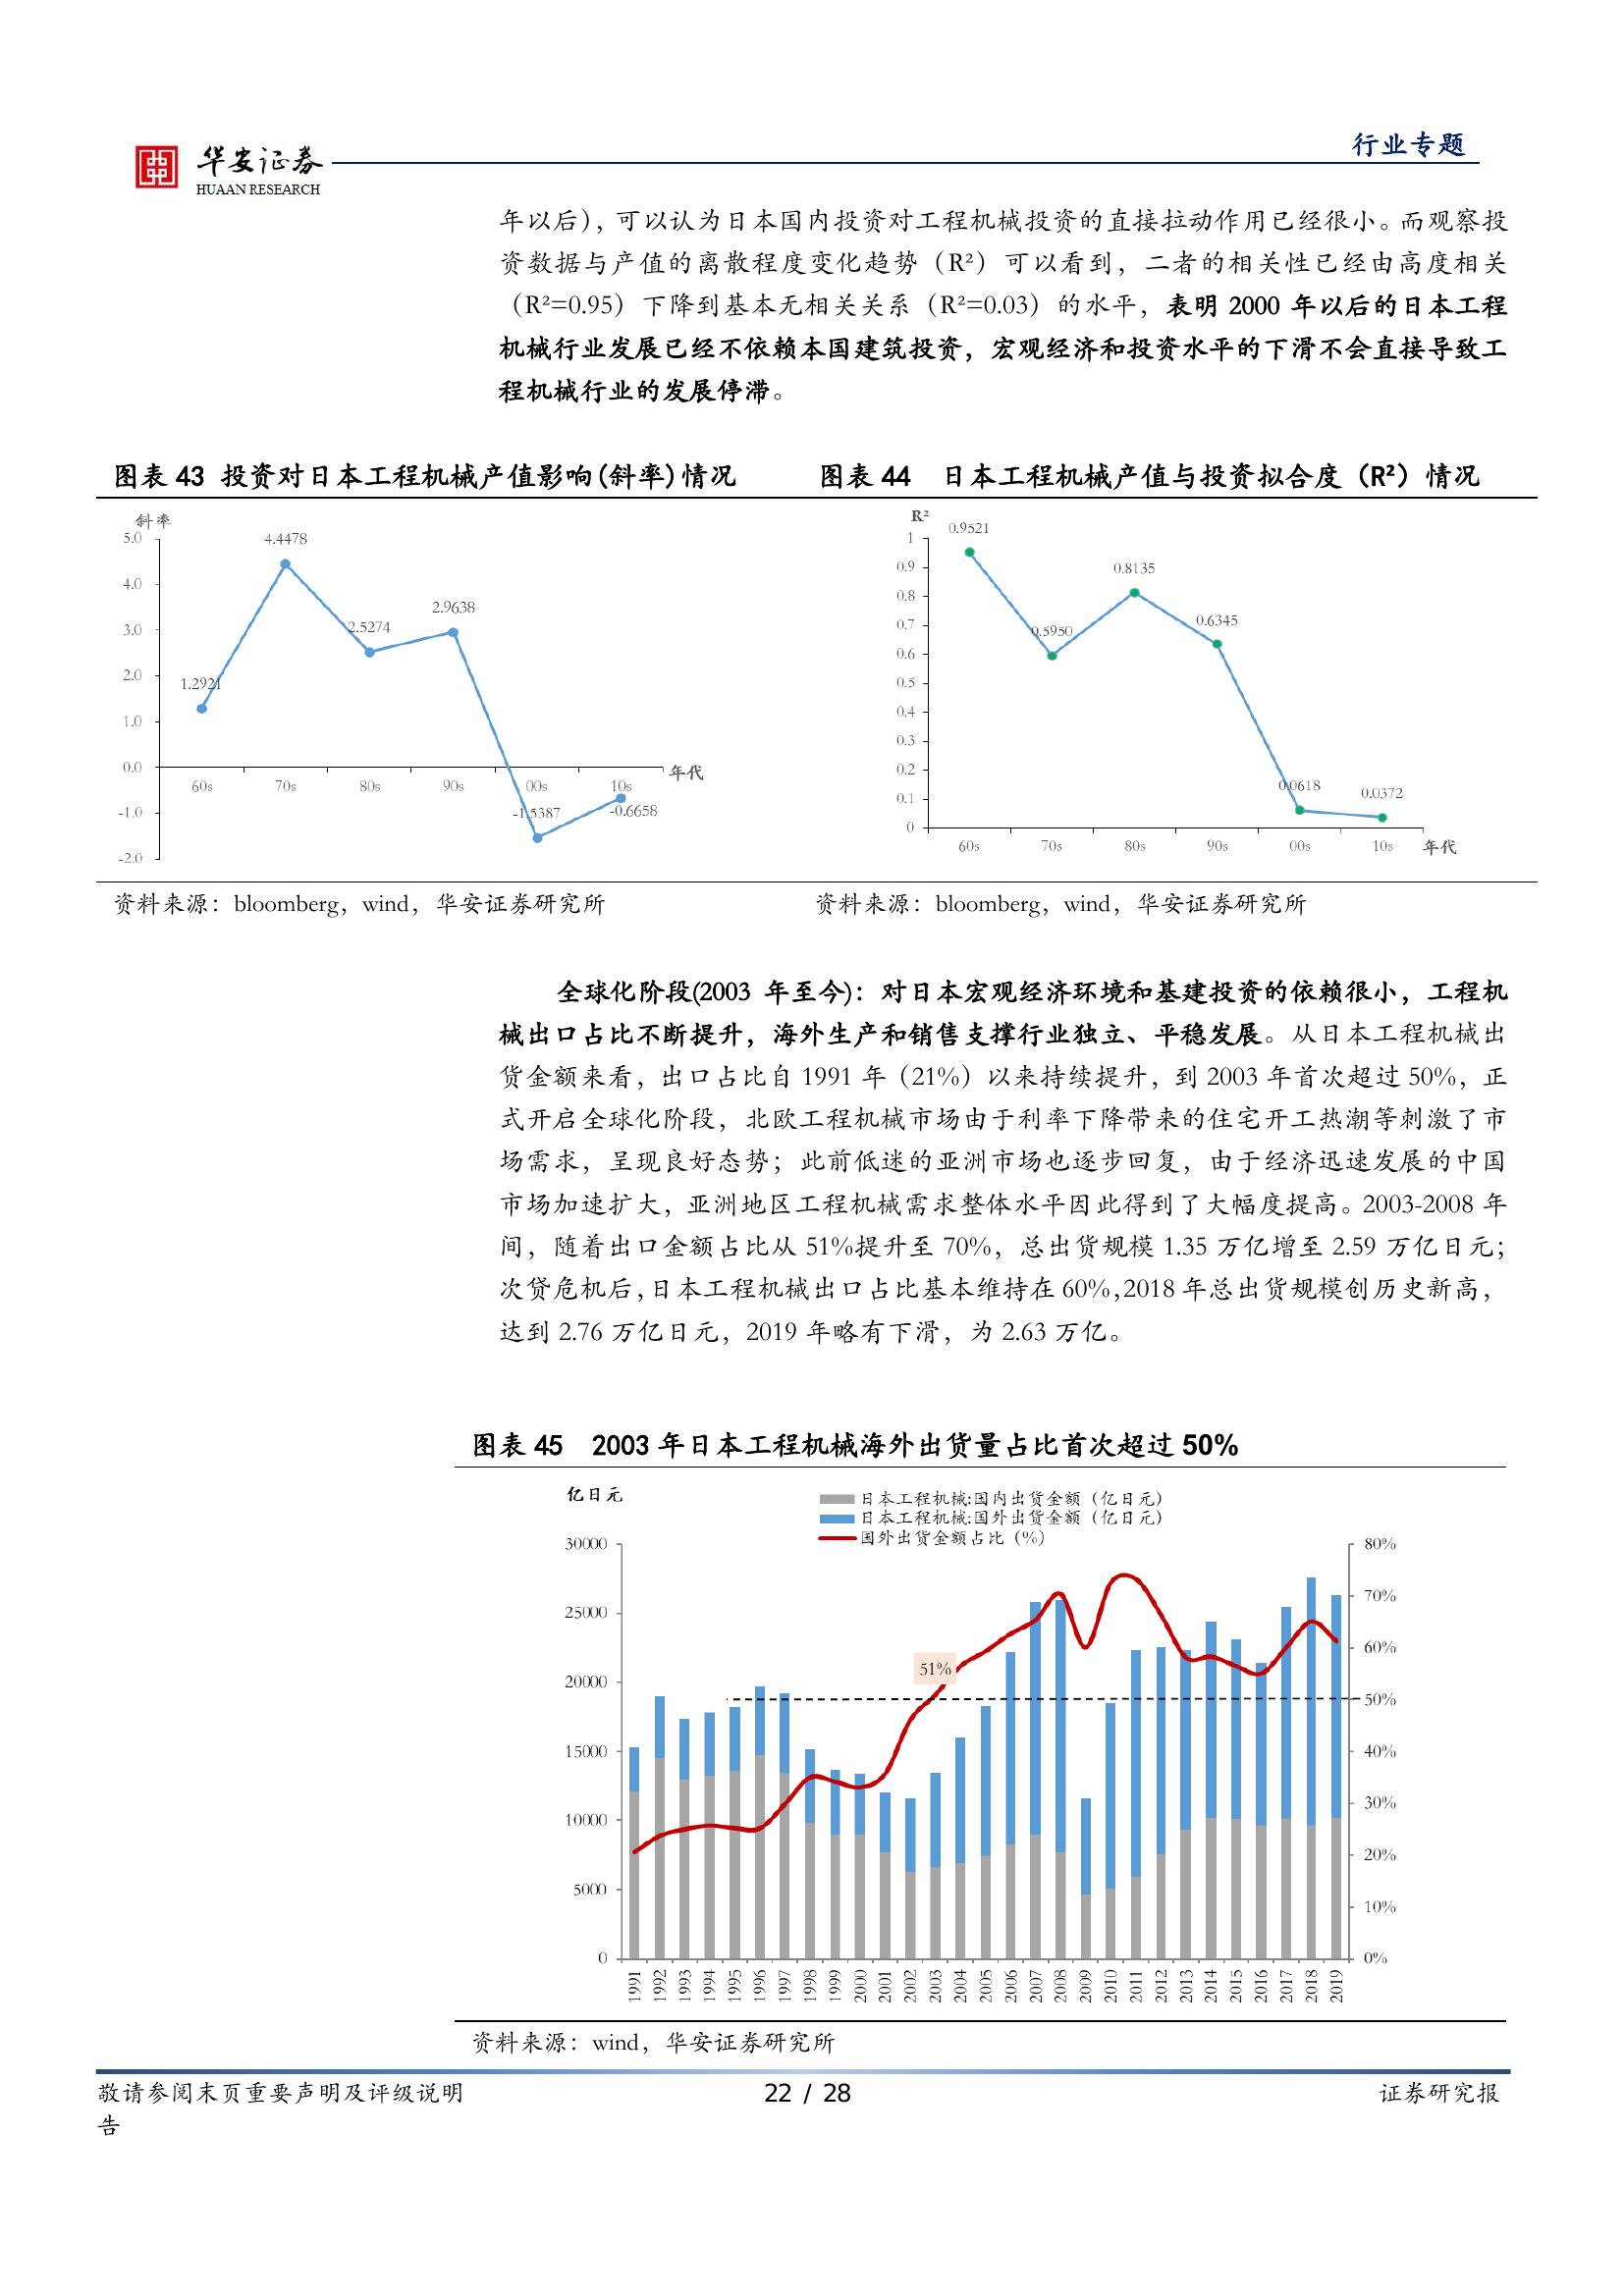 华安证券
HUAAN RESEARCH
行业专题
年以后），可以认为日本国内投资对工程机械投资的直接拉动作用已经很小。而观察投
资数据与产值的离散程度变化趋势（R²）可以看到，二者的相关性已经由高度相关
（R²=0.95）下降到基本无相关关系（R²=0.03）的水平，表明 2000 年以后的日本工程
机械行业发展已经不依赖本国建筑投资，宏观经济和投资水平的下滑不会直接导致工
程机械行业的发展停滞。
图表 43 投资对日本工程机械产值影响(斜率)情况
斜率
5.0
4.0
3.0
2.0
1.0
0.0
-1.0
-2.0
1.2921
4.4478
2.5274
2.9638
-1.5387
-0.6658
60s 70s 80s 90s 00s 10s
年代
资料来源：bloomberg，wind，华安证券研究所
图表 44 日本工程机械产值与投资拟合度（R²）情况
R²
1
0.9
0.8
0.7
0.6
0.5
0.4
0.3
0.2
0.1
0
0.9521
0.5950
0.8135
0.6345
0.0618
0.0372
60s 70s 80s 90s 00s 10s
年代
资料来源：bloomberg，wind，华安证券研究所
全球化阶段(2003 年至今)：对日本宏观经济环境和基建投资的依赖很小，工程机
械出口占比不断提升，海外生产和销售支撑行业独立、平稳发展。从日本工程机械出
货金额来看，出口占比自 1991 年（21%）以来持续提升，到 2003 年首次超过 50%，正
式开启全球化阶段，北欧工程机械市场由于利率下降带来的住宅开工热潮等刺激了市
场需求，呈现良好态势；此前低迷的亚洲市场也逐步回复，由于经济迅速发展的中国
市场加速扩大，亚洲地区工程机械需求整体水平因此得到了大幅度提高。2003-2008 年
间，随着出口金额占比从 51%提升至 70%，总出货规模 1.35 万亿增至 2.59 万亿日元；
次贷危机后，日本工程机械出口占比基本维持在 60%，2018 年总出货规模创历史新高，
达到 2.76 万亿日元，2019 年略有下滑，为 2.63 万亿。
图表 45 2003 年日本工程机械海外出货量占比首次超过 50%
亿日元
日本工程机械:国内出货金额（亿日元）
日本工程机械:国外出货金额（亿日元）
国外出货金额占比（%）
30000
25000
20000
15000
10000
5000
0
51%
80%
70%
60%
50%
40%
30%
20%
10%
0%
1991 1992 1993 1994 1995 1996 1997 1998 1999 2000 2001 2002 2003 2004 2005 2006 2007 2008 2009 2010 2011 2012 2013 2014 2015 2016 2017 2018 2019
资料来源：wind，华安证券研究所
敬请参阅末页重要声明及评级说明
22 / 28
证券研究报
告